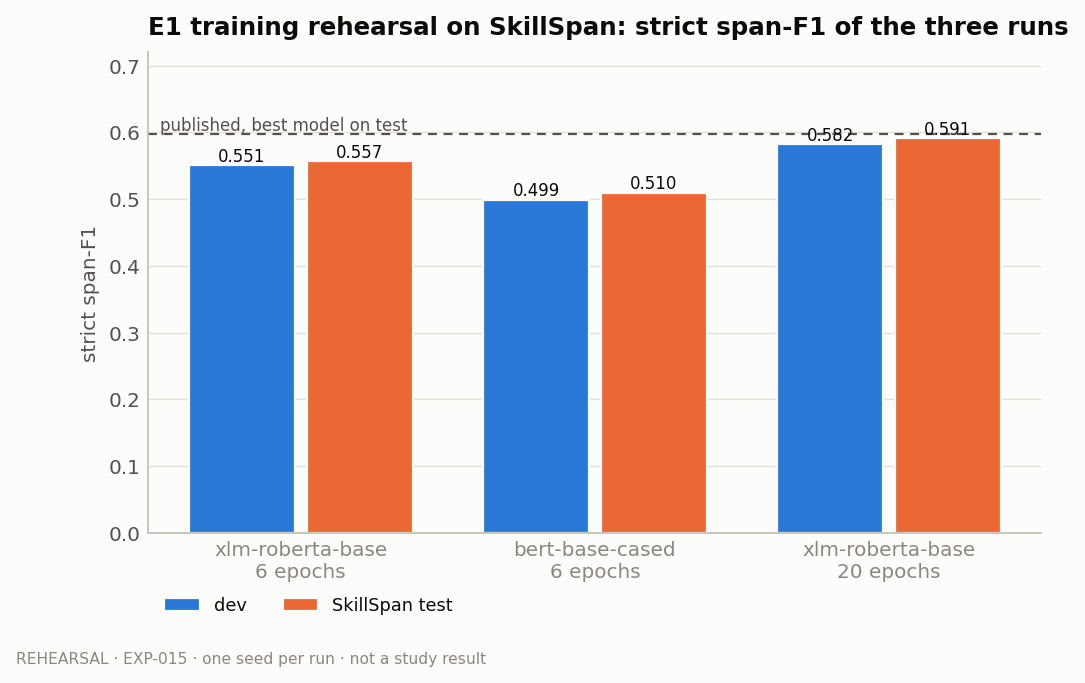 E1 training rehearsal on SkillSpan: strict span-F1 of the three runs
0.7
published, best model on test
0.6
0.582
0.591
0.551
0.557
0.499
0.510
0.5
0.4
0.3
0.2
0.1
0.0
strict span-F1
xlm-roberta-base
6 epochs
bert-base-cased
6 epochs
xlm-roberta-base
20 epochs
dev
SkillSpan test
REHEARSAL · EXP-015 · one seed per run · not a study result